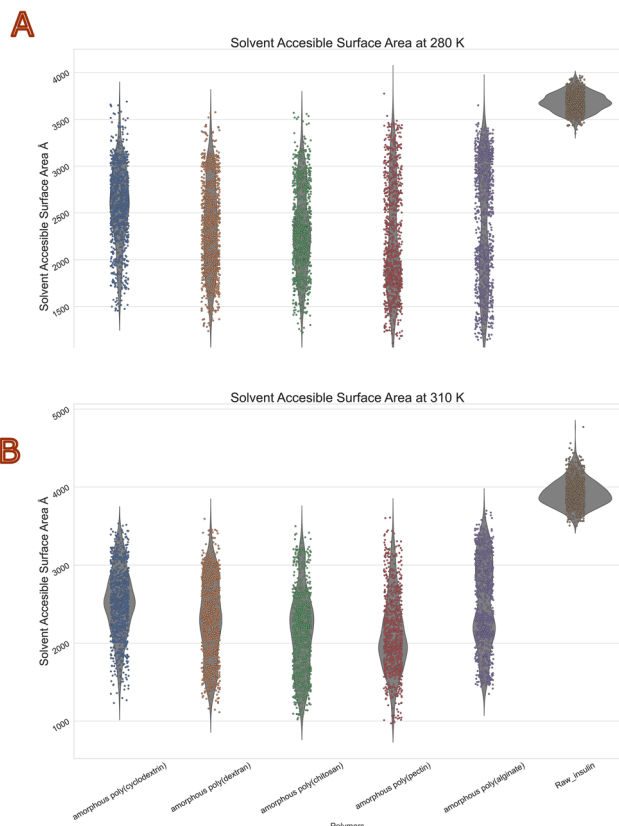 A
Solvent Accesible Surface Area at 280 K
Solvent Accesible Surface Area Å
4000
3500
3000
2500
2000
1500
B
Solvent Accesible Surface Area at 310 K
Solvent Accesible Surface Area Å
5000
4000
3000
2000
1000
amorphous poly(cyclodextrin)
amorphous poly(dextran)
amorphous poly(chitosan)
amorphous poly(pectin)
amorphous poly(alginate)
Raw_insulin
Polymers